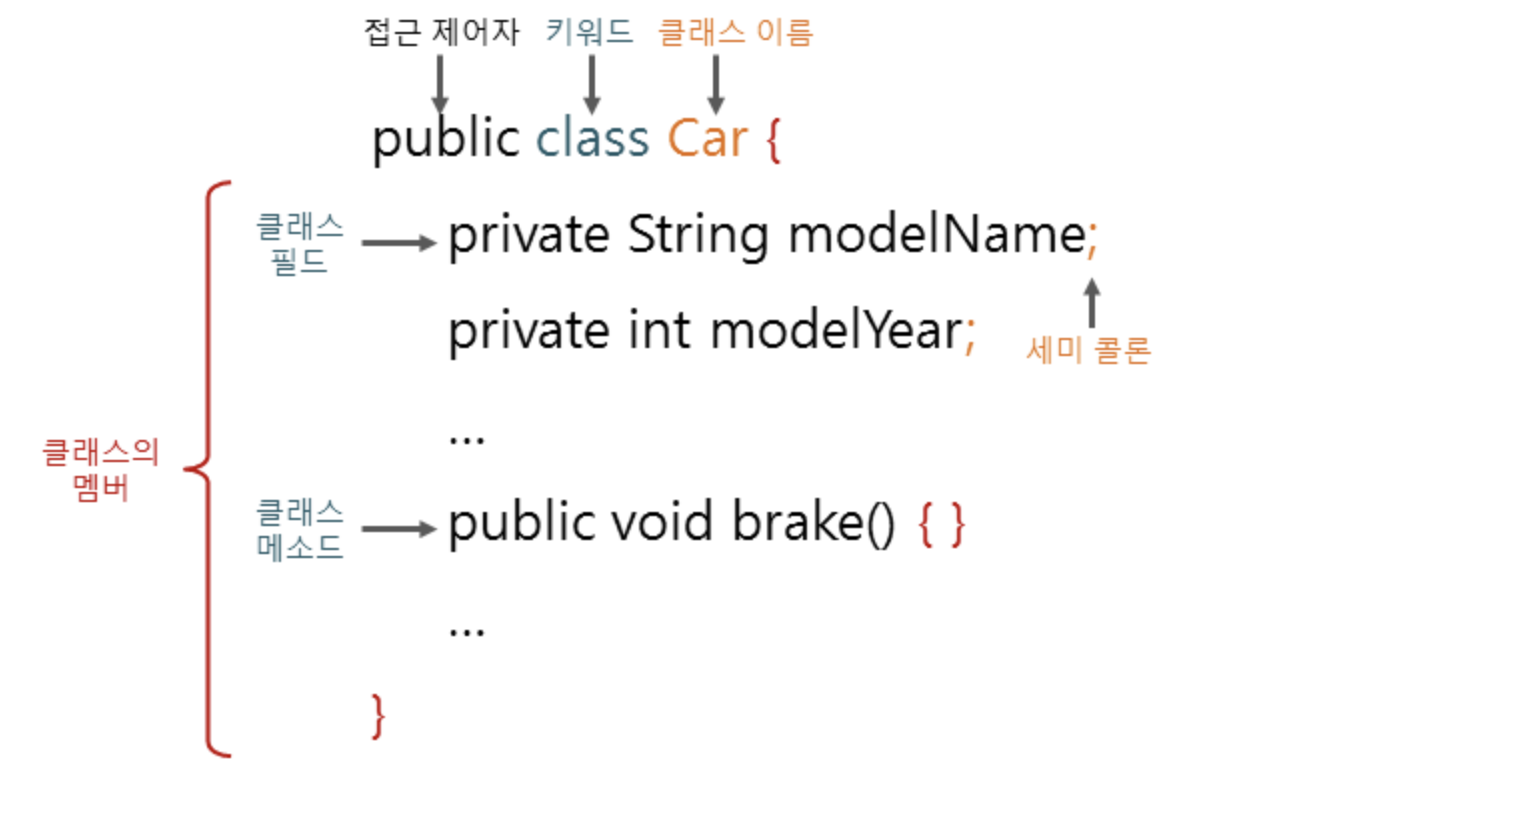 접근 제어자 키워드 클래스 이름
public class Car {
클래스
필드
private String modelName;
private int modelYear;
세미 콜론
...
클래스의
멤버
클래스
메소드
public void brake() { }
...
}